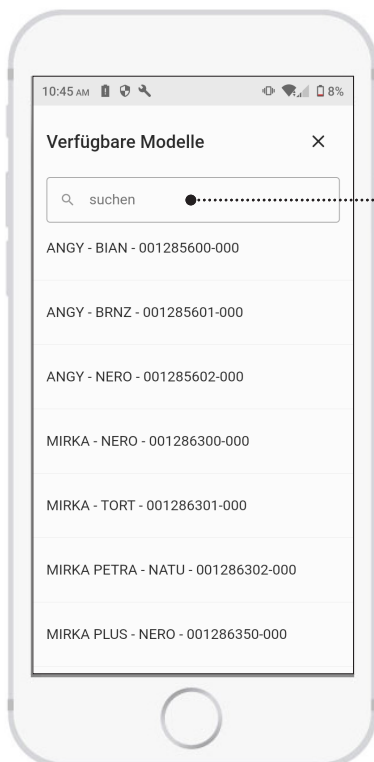 10:45 AM 8%
Verfügbare Modelle
suchen
ANGY - BIAN - 001285600-000
ANGY - BRNZ - 001285601-000
ANGY - NERO - 001285602-000
MIRKA - NERO - 001286300-000
MIRKA - TORT - 001286301-000
MIRKA PETRA - NATU - 001286302-000
MIRKA PLUS - NERO - 001286350-000